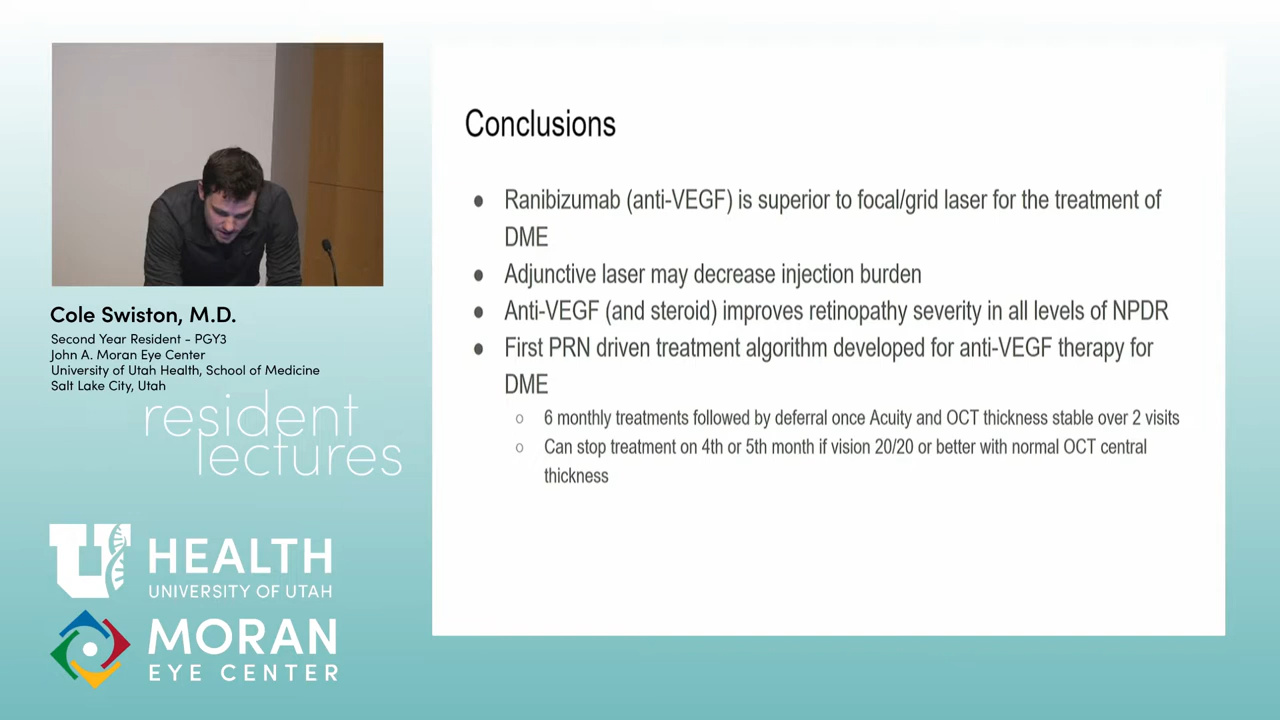 Conclusions
● Ranibizumab (anti-VEGF) is superior to focal/grid laser for the treatment of
DME
● Adjunctive laser may decrease injection burden
● Anti-VEGF (and steroid) improves retinopathy severity in all levels of NPDR
● First PRN driven treatment algorithm developed for anti-VEGF therapy for
DME
○ 6 monthly treatments followed by deferral once Acuity and OCT thickness stable over 2 visits
○ Can stop treatment on 4th or 5th month if vision 20/20 or better with normal OCT central
thickness
Cole Swiston, M.D.
Second Year Resident - PGY3
John A. Moran Eye Center
University of Utah Health, School of Medicine
Salt Lake City, Utah
resident
lectures
U HEALTH
UNIVERSITY OF UTAH
MORAN
EYE CENTER